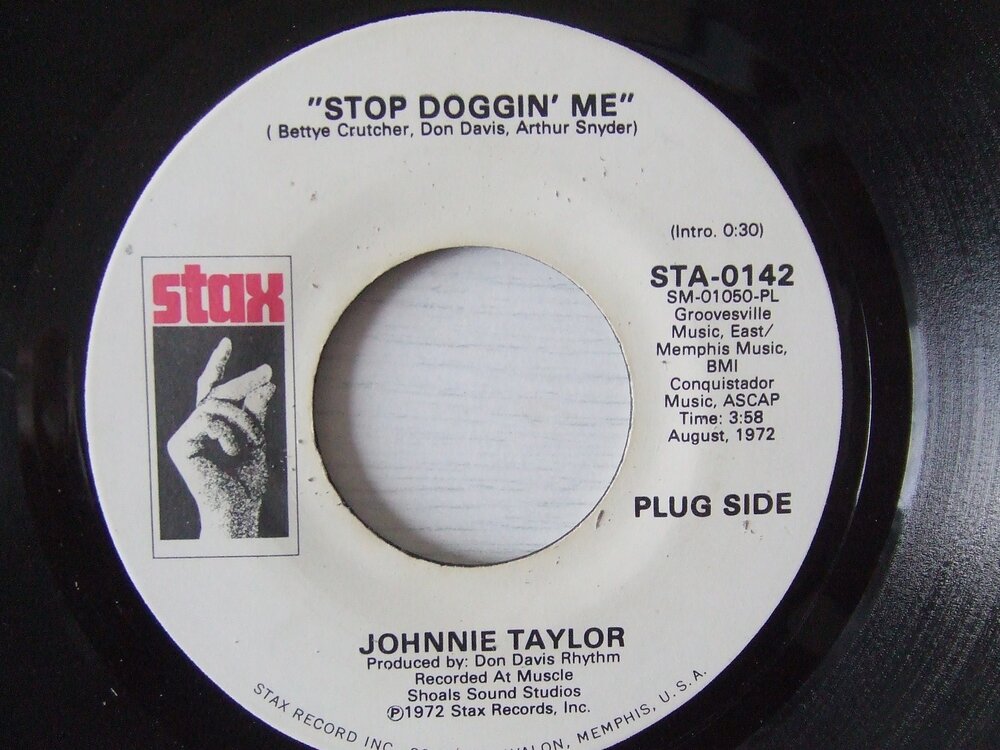 "STOP DOGGIN' ME"
( Bettye Crutcher, Don Davis, Arthur Snyder)
(Intro. 0:30)
stax
STA-0142
SM-01050-PL
Groovesville
Music, East/
Memphis Music,
BMI
Conquistador
Music, ASCAP
Time: 3:58
August, 1972
PLUG SIDE
JOHNNIE TAYLOR
Produced by: Don Davis Rhythm
Recorded At Muscle
Shoals Sound Studios
℗1972 Stax Records, Inc.
STAX RECORD INC. MEMPHIS, U.S.A.